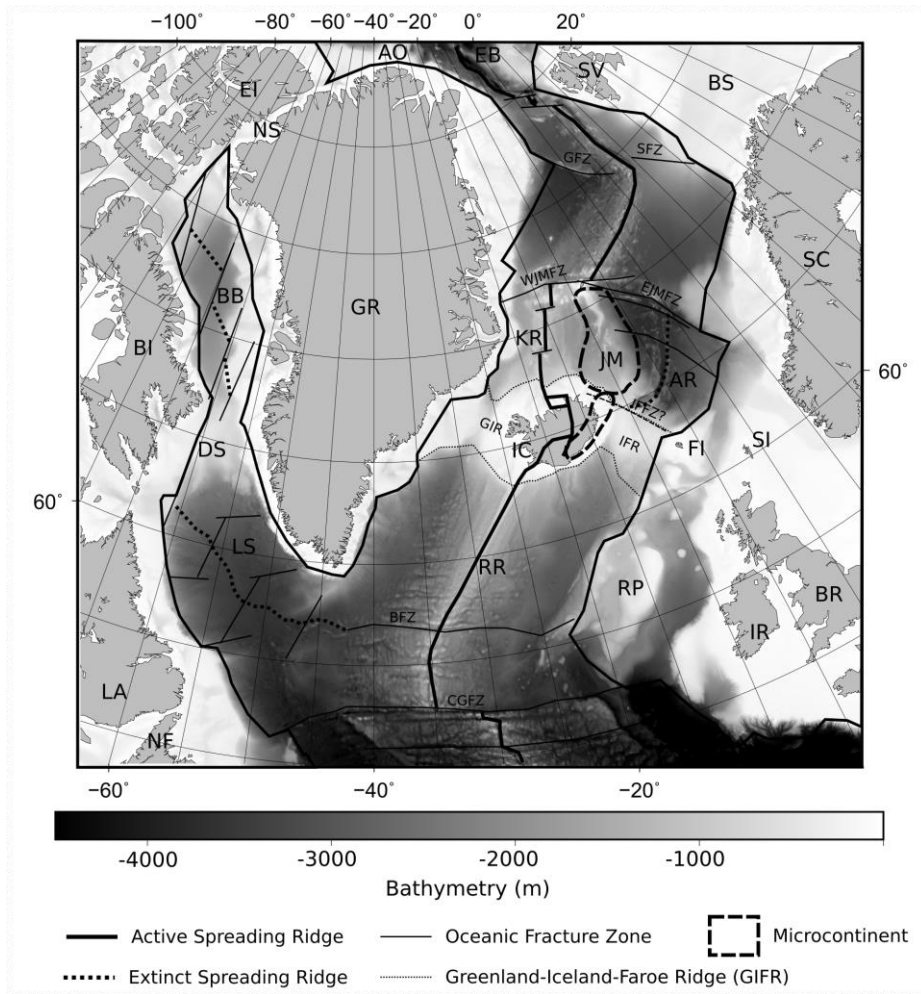 −100° −80° −60° −40° −20° 0° 20°
AO
EB
SV
BS
EI
NS
GFZ
SFZ
SC
WJMFZ
EJMFZ
BB
GR
BI
KR
JM
AR
60°
JFFZ?
GIR
IFR
DS
IC
FI
SI
60°
LS
RR
RP
BR
BFZ
IR
LA
CGFZ
NF
−60° −40° −20°
-4000 -3000 -2000 -1000
Bathymetry (m)
Active Spreading Ridge Oceanic Fracture Zone Microcontinent
Extinct Spreading Ridge Greenland-Iceland-Faroe Ridge (GIFR)